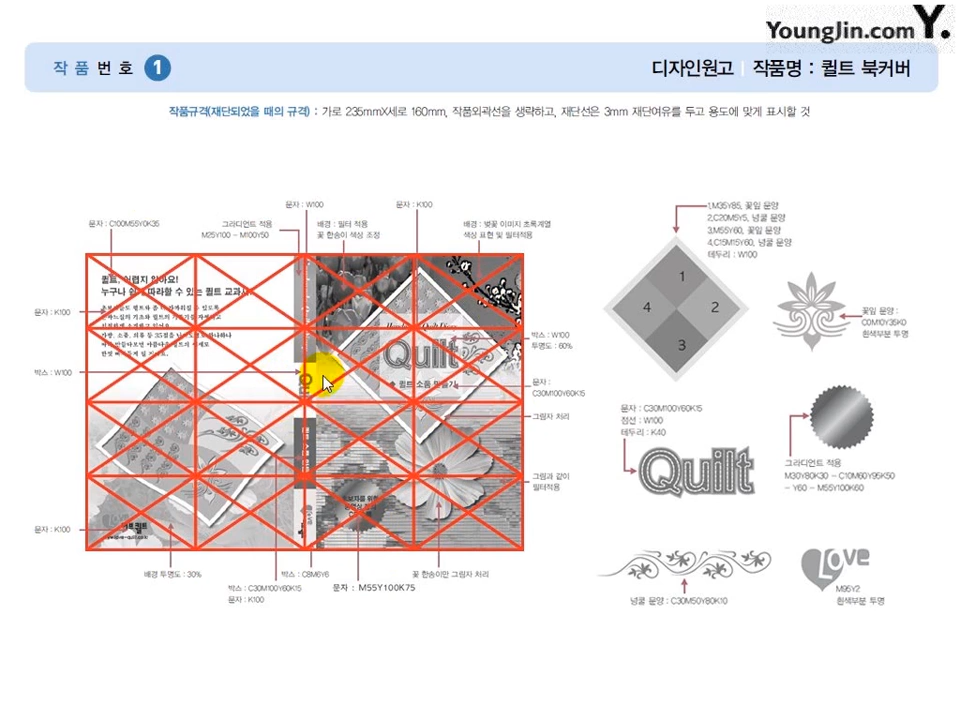 YoungJin.com Y.
작 품 번 호 1
디자인원고 | 작품명 : 퀼트 북커버
작품규격(재단되었을 때의 규격) : 가로 235mmX세로 160mm, 작품외곽선을 생략하고, 재단선은 3mm 재단여유를 두고 용도에 맞게 표시할 것
문자 : W100
문자 : K100
문자 : C100M55Y0K35
그라디언트 적용
M25Y100 - M100Y50
배경 : 필터 적용
꽃 한송이 색상 조정
배경 : 벚꽃 이미지 초록계열
색상 표현 및 필터적용
문자 : K100
박스 : W100
문자 : K100
퀼트, 어렵지 않아요!
누구나 쉽게 따라할 수 있는 퀼트 교과서
Quilt
퀼트 소품 만들기
박스 : W100
투명도 : 60%
문자 :
C30M100Y60K15
그림자 처리
그림과 같이
필터적용
배경 투명도 : 30%
박스 : C30M100Y80K15
문자 : K100
박스 : C8M6Y6
문자 : M55Y100K75
꽃 한송이만 그림자 처리
1,M35Y85, 꽃잎 문양
2,C20M5Y5, 넝쿨 문양
3,M55Y60, 꽃잎 문양
4,C15M15Y60, 넝쿨 문양
테두리 : W100
1
2
3
4
꽃잎 문양 :
C0M10Y35K0
흰색부분 투명
문자 : C30M100Y60K15
점선 : W100
테두리 : K40
Quilt
그라디언트 적용
M30Y80K30 - C10M60Y95K50
- Y60 - M55Y100K60
넝쿨 문양 : C30M50Y80K10
Love
M95Y2
흰색부분 투명